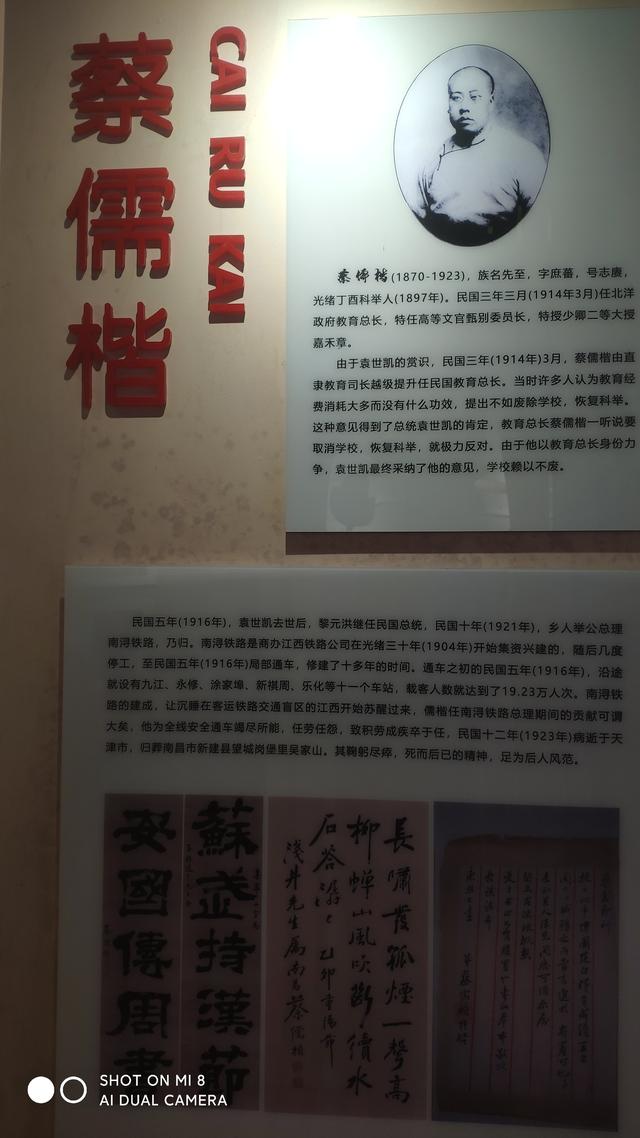 蔡儒楷
CAI RU KAI
蔡儒楷(1870-1923)，族名先至，字庶蕃，号志赓，
光绪丁酉科举人(1897年)。民国三年三月(1914年3月)任北洋
政府教育总长，特任高等文官甄别委员长，特授少卿二等大授
嘉禾章。
由于袁世凯的赏识，民国三年(1914年)3月，蔡儒楷由直
隶教育司长越级提升任民国教育总长。当时许多人认为教育经
费消耗大多而没有什么功效，提出不如废除学校，恢复科举。
这种意见得到了总统袁世凯的肯定，教育总长蔡儒楷一听说要
取消学校，恢复科举，就极力反对。由于他以教育总长身份力
争，袁世凯最终采纳了他的意见，学校赖以不废。
民国五年(1916年)，袁世凯去世后，黎元洪继任民国总统，民国十年(1921年)，乡人举公总理
南浔铁路，乃归。南浔铁路是商办江西铁路公司在光绪三十年(1904年)开始集资兴建的，随后几度
停工，至民国五年(1916年)局部通车，修建了十多年的时间。通车之初的民国五年(1916年)，沿途
就设有九江、永修、涂家埠、新祺周、乐化等十一个车站，载客人数就达到了19.23万人次。南浔铁
路的建成，让沉睡在客运铁路交通盲区的江西开始苏醒过来，儒楷任南浔铁路总理期间的贡献可谓
大矣，他为全线安全通车竭尽所能，任劳任怨，致积劳成疾卒于任，民国十二年(1923年)病逝于天
津市，归葬南昌市新建县望城岗堡里吴家山。其鞠躬尽瘁，死而后已的精神，足为后人风范。
蘇武持漢節
安國傳周書
長嘯發孤煙一聲高
柳蝉山風吹斷續水
石答潺〻乙卯重陽节
淺井先生属南昌蔡儒楷
SHOT ON MI 8
AI DUAL CAMERA